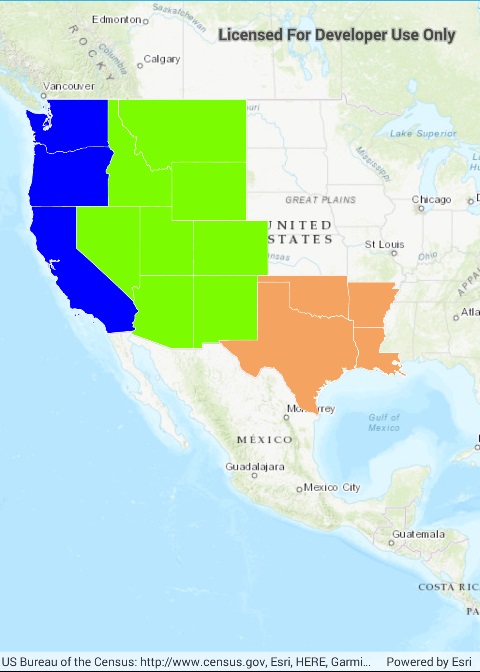 Saskatchewan
Edmonton
Licensed For Developer Use Only
ROCKY
Columbia
Calgary
Vancouver
Lake Superior
Mississippi
GREAT PLAINS
Chicago
UNITED
STATES
St Louis
Ohio
Atla
Monterrey
Gulf of
Mexico
MÉXICO
Guadalajara
Mexico City
Guatemala
COSTA RIC
PA
US Bureau of the Census: http://www.census.gov, Esri, HERE, Garmi...
Powered by Esri